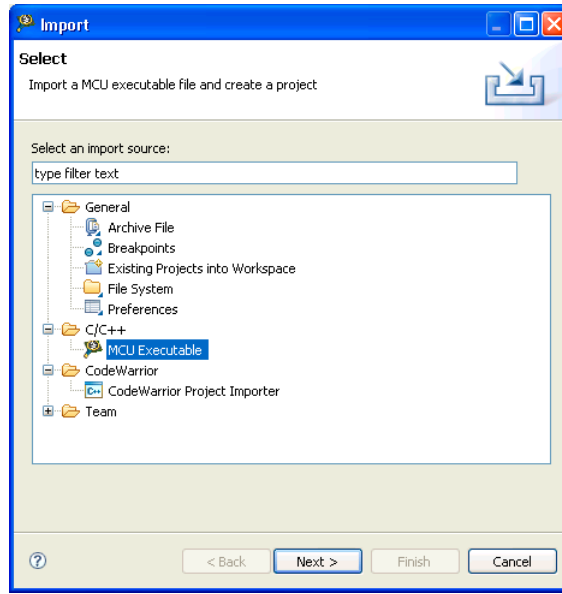 Import
Select
Import a MCU executable file and create a project
Select an import source:
type filter text
General
Archive File
Breakpoints
Existing Projects into Workspace
File System
Preferences
C/C++
MCU Executable
CodeWarrior
C++ CodeWarrior Project Importer
Team
? < Back Next > Finish Cancel